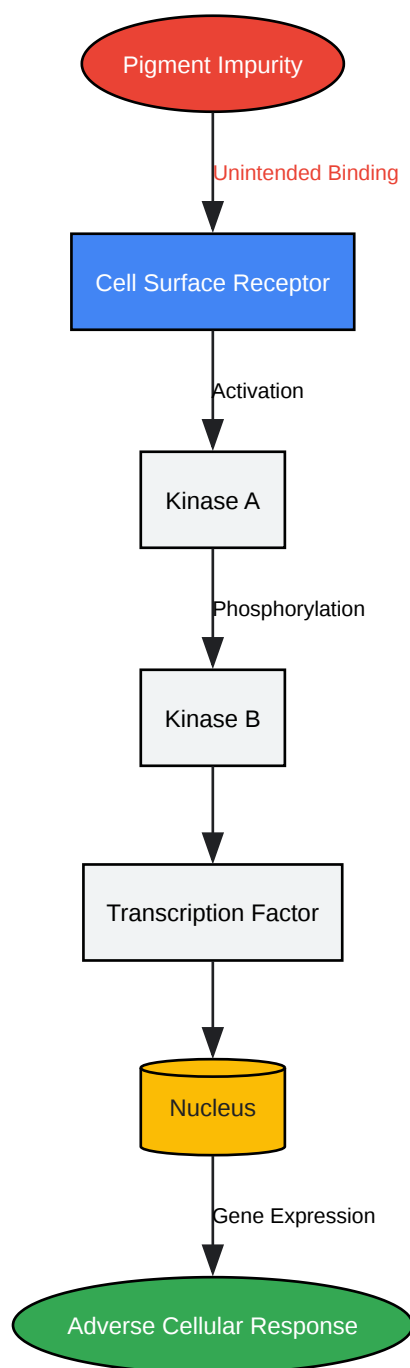 Pigment Impurity
Unintended Binding
Cell Surface Receptor
Activation
Kinase A
Phosphorylation
Kinase B
Transcription Factor
Nucleus
Gene Expression
Adverse Cellular Response